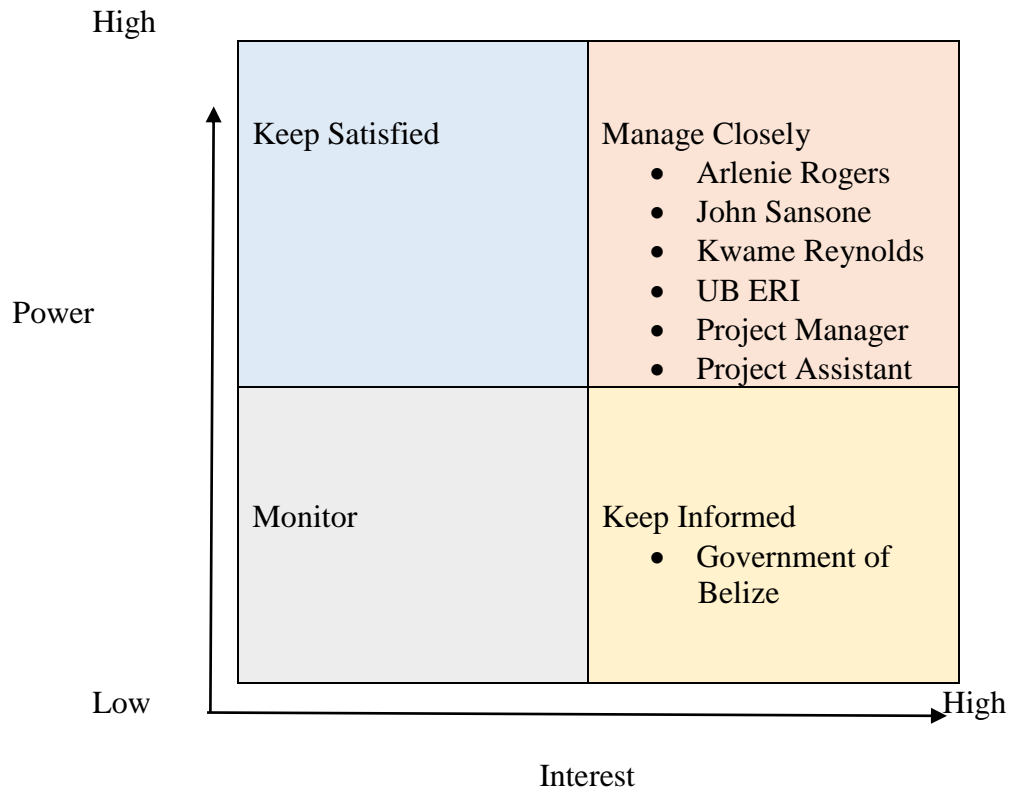 High
Keep Satisfied
Manage Closely
• Arlenie Rogers
• John Sansone
• Kwame Reynolds
• UB ERI
• Project Manager
• Project Assistant
Power
Monitor
Keep Informed
• Government of
Belize
Low
High
Interest